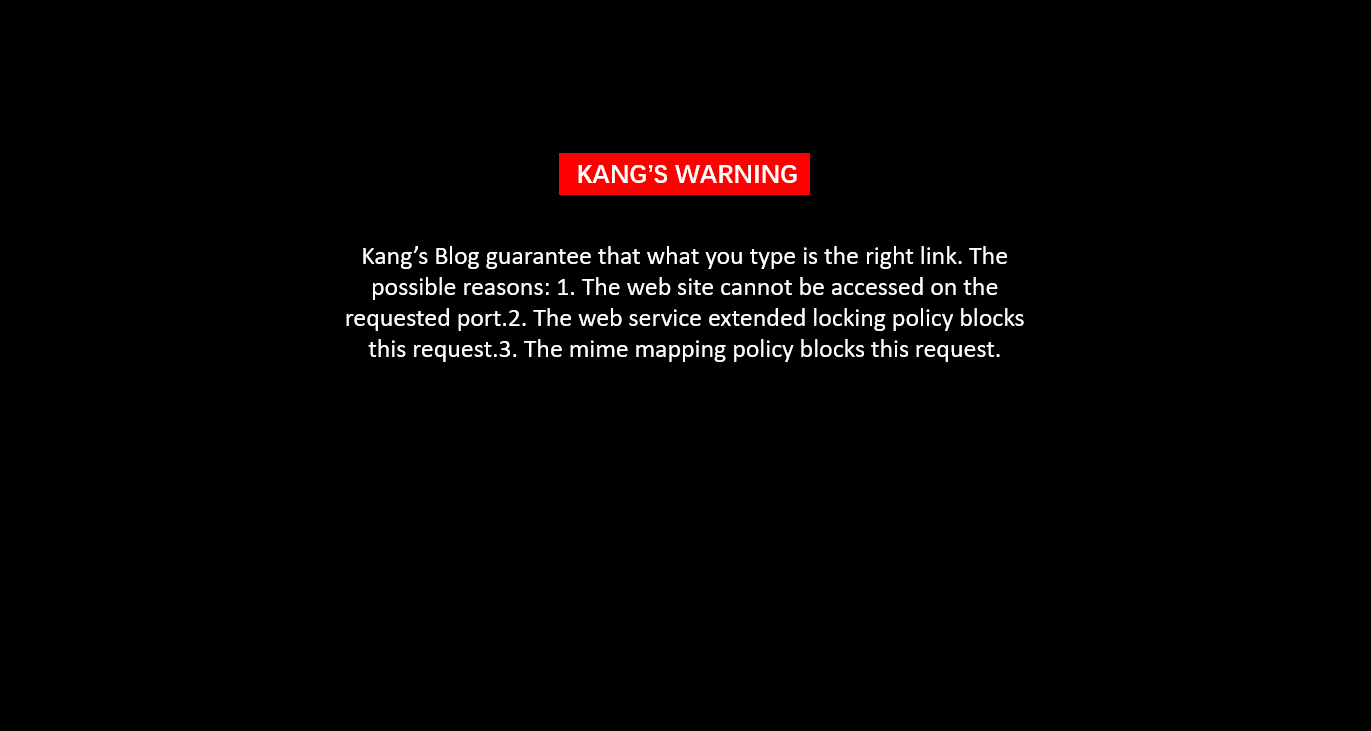 KANG’S WARNING
Kang’s Blog guarantee that what you type is the right link. The
possible reasons: 1. The web site cannot be accessed on the
requested port.2. The web service extended locking policy blocks
this request.3. The mime mapping policy blocks this request.